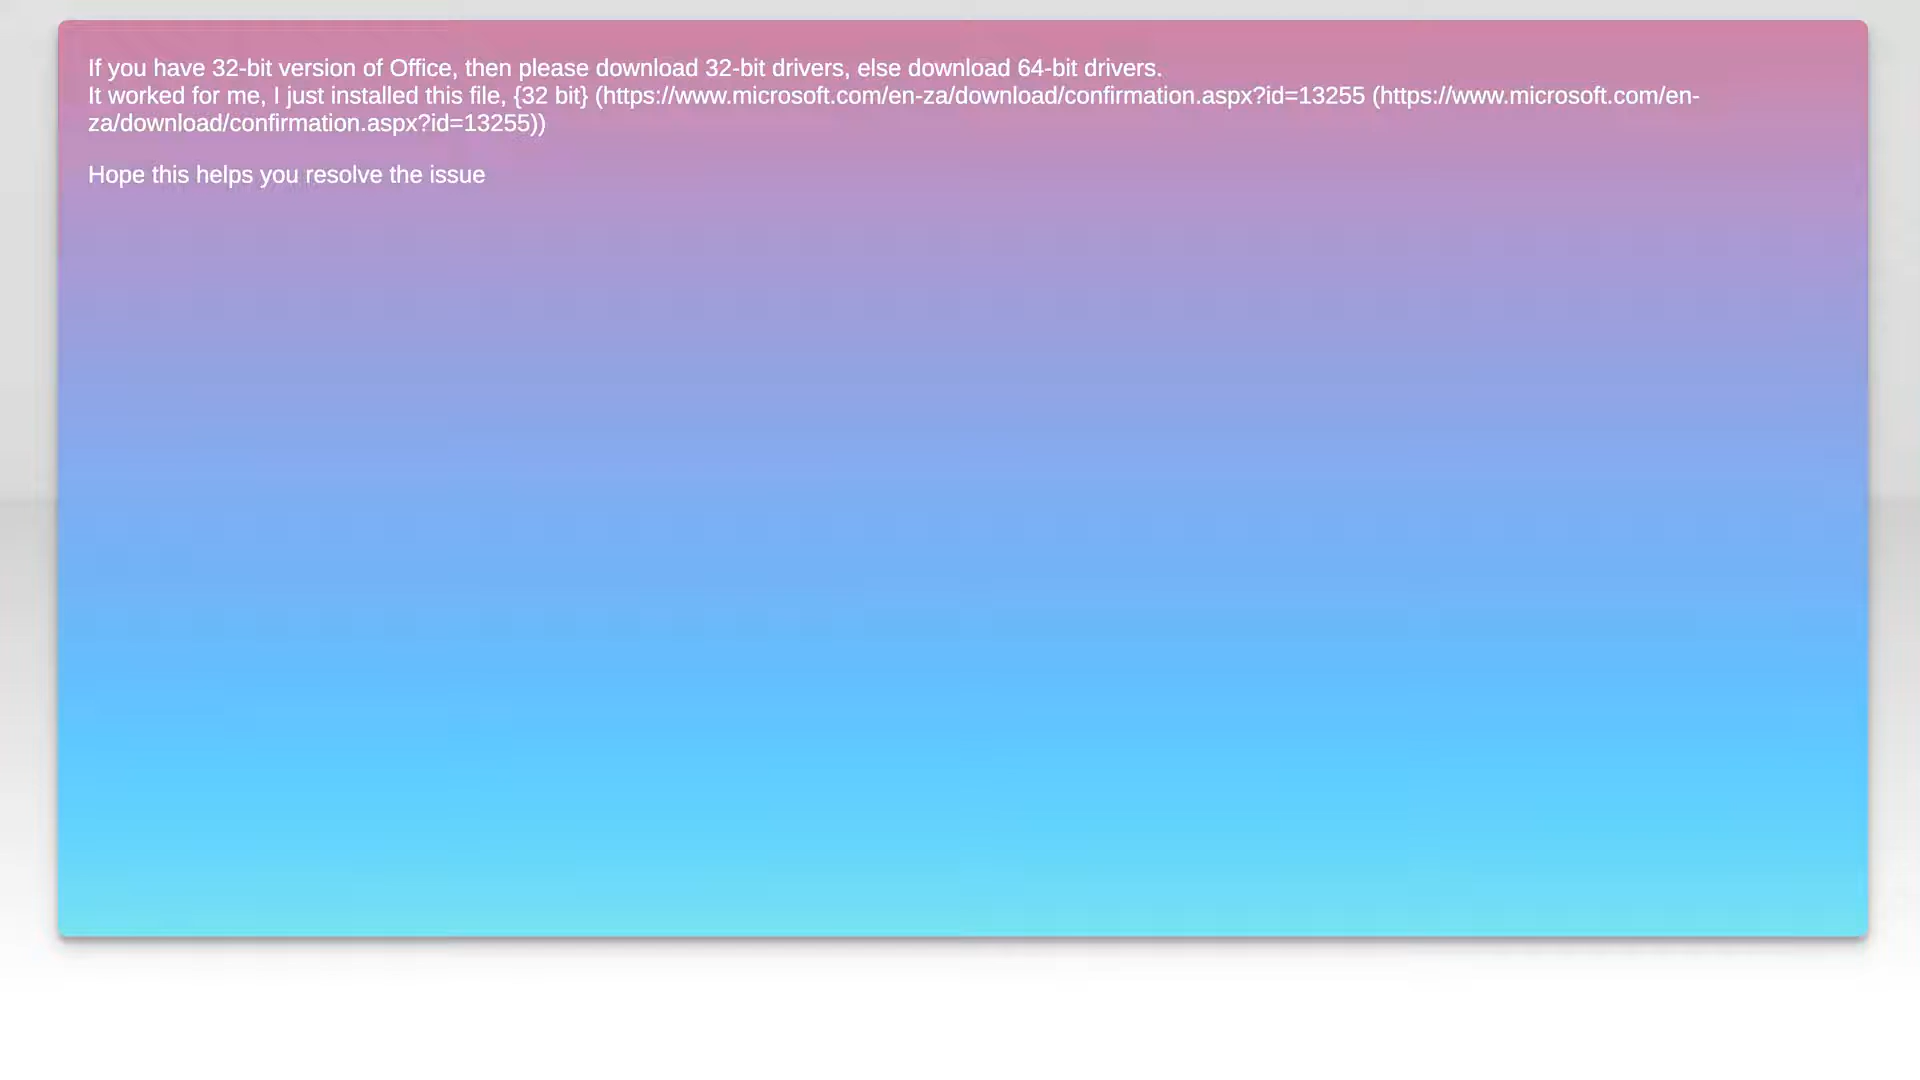 If you have 32-bit version of Office, then please download 32-bit drivers, else download 64-bit drivers.
It worked for me, I just installed this file, {32 bit} (https://www.microsoft.com/en-za/download/confirmation.aspx?id=13255 (https://www.microsoft.com/en-
za/download/confirmation.aspx?id=13255))
Hope this helps you resolve the issue